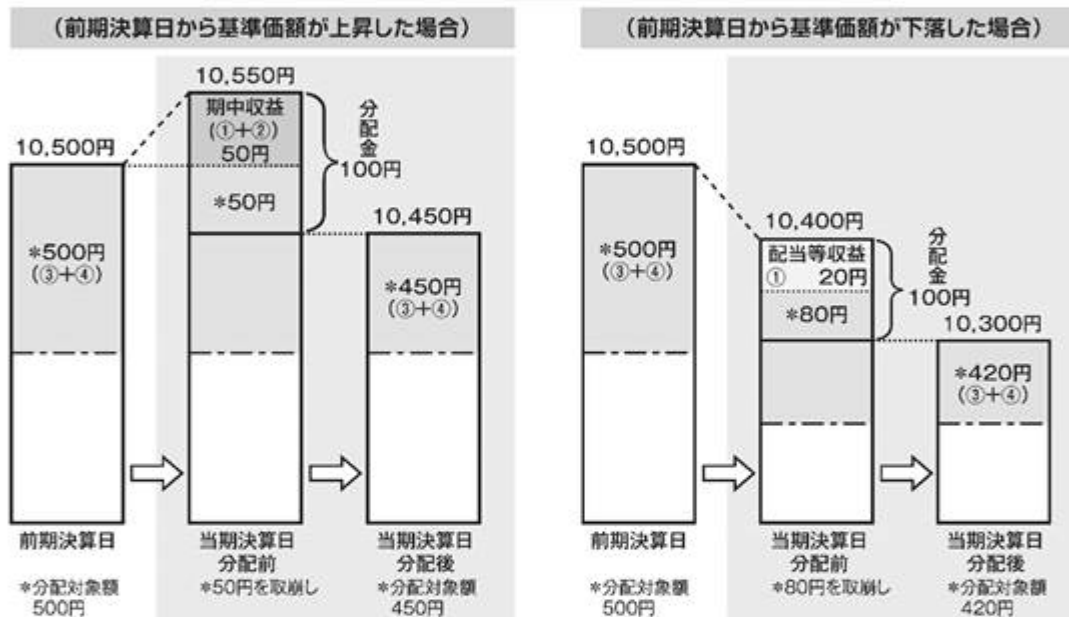 (前期決算日から基準価額が上昇した場合)
10,550円
期中収益
(①+②)
50円
分配金
100円
10,500円
*50円
10,450円
*500円
(③+④)
*450円
(③+④)
前期決算日
当期決算日
分配前
当期決算日
分配後
*分配対象額
500円
*50円を取崩し
*分配対象額
450円
(前期決算日から基準価額が下落した場合)
10,500円
10,400円
配当等収益
① 20円
分配金
100円
*500円
(③+④)
*80円
10,300円
*420円
(③+④)
前期決算日
当期決算日
分配前
当期決算日
分配後
*分配対象額
500円
*80円を取崩し
*分配対象額
420円